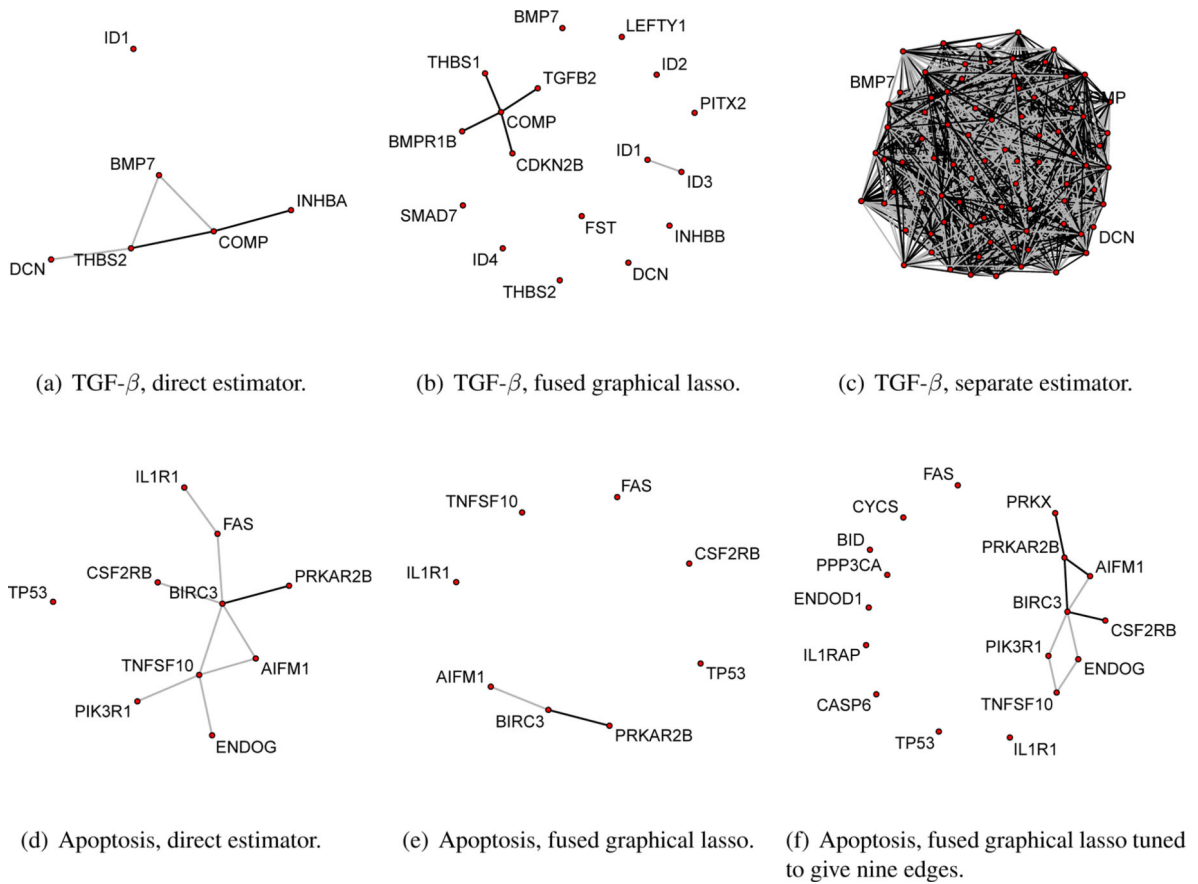 ID1
BMP7
INHBA
COMP
DCN
THBS2
(a) TGF-β, direct estimator.
BMP7
LEFTY1
THBS1
ID2
TGFB2
PITX2
COMP
BMPR1B
ID1
CDKN2B
ID3
SMAD7
FST
INHBB
ID4
DCN
THBS2
(b) TGF-β, fused graphical lasso.
BMP7
DCN
(c) TGF-β, separate estimator.
IL1R1
FAS
CSF2RB
PRKAR2B
TP53
BIRC3
TNFSF10
AIFM1
PIK3R1
ENDOG
(d) Apoptosis, direct estimator.
FAS
TNFSF10
CSF2RB
IL1R1
TP53
AIFM1
BIRC3
PRKAR2B
(e) Apoptosis, fused graphical lasso.
FAS
PRKX
CYCS
BID
PRKAR2B
PPP3CA
AIFM1
ENDOD1
BIRC3
CSF2RB
IL1RAP
PIK3R1
ENDOG
CASP6
TNFSF10
TP53
IL1R1
(f) Apoptosis, fused graphical lasso tuned
to give nine edges.